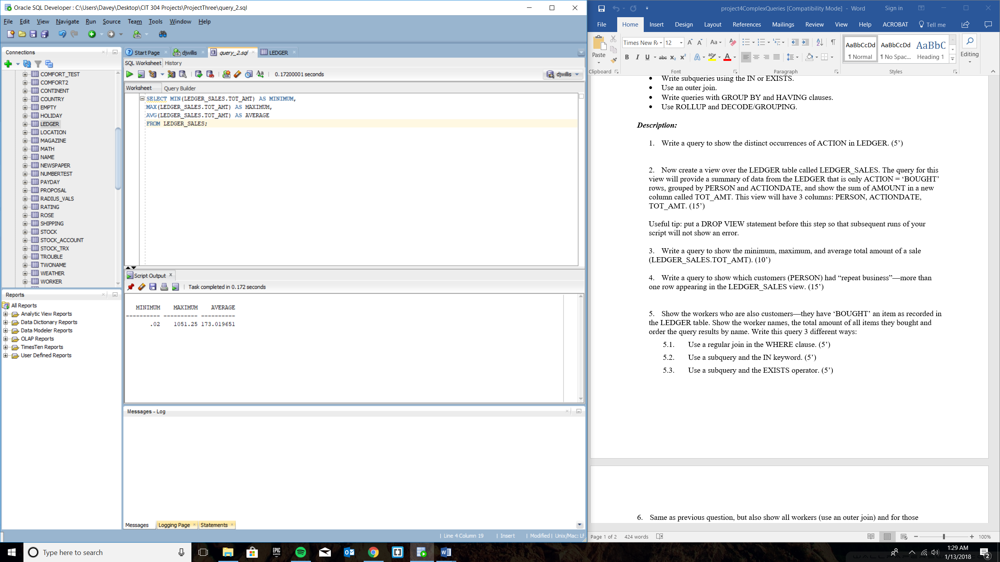 Oracle SQL Developer : C:\Users\Davey\Desktop\CIT 304 Projects\ProjectThree\query_2.sql
File Edit View Navigate Run Source Team Tools Window Help
Connections
COMFORT_TEST
COMFORT2
CONTINENT
COUNTRY
EMPTY
HOLIDAY
LEDGER
LOCATION
MAGAZINE
MATH
NAME
NEWSPAPER
NUMBERTEST
PAYDAY
PROPOSAL
RADIUS_VALS
RATING
ROSE
SHIPPING
STOCK
STOCK_ACCOUNT
STOCK_TRX
TROUBLE
TWONAME
WEATHER
WORKER
Reports
All Reports
Analytic View Reports
Data Dictionary Reports
Data Modeler Reports
OLAP Reports
TimesTen Reports
User Defined Reports
Start Page djwillis query_2.sql LEDGER
SQL Worksheet History
0.17200001 seconds djwillis
Worksheet Query Builder
SELECT MIN(LEDGER_SALES.TOT_AMT) AS MINIMUM,
MAX(LEDGER_SALES.TOT_AMT) AS MAXIMUM,
AVG(LEDGER_SALES.TOT_AMT) AS AVERAGE
FROM LEDGER_SALES;
Script Output
Task completed in 0.172 seconds
MINIMUM MAXIMUM AVERAGE
---------- ---------- ----------
.02 1051.25 173.019651
Messages - Log
Messages Logging Page Statements
Line 4 Column 19 Insert Modified Unix/Mac: LF
project4ComplexQueries [Compatibility Mode] - Word Sign in
File Home Insert Design Layout References Mailings Review View Help ACROBAT Tell me
Times New R 12 Aa
Paste
B I U abc x₂ x² A ab A
AaBbCcDd AaBbCcDd AaBbC
¶ Normal ¶ No Spac... Heading 1
Editing
Clipboard Font Paragraph Styles
• Write subqueries using the IN or EXISTS.
• Use an outer join.
• Write queries with GROUP BY and HAVING clauses.
• Use ROLLUP and DECODE/GROUPING.
Description:
1. Write a query to show the distinct occurrences of ACTION in LEDGER. (5’)
2. Now create a view over the LEDGER table called LEDGER_SALES. The query for this
view will provide a summary of data from the LEDGER that is only ACTION = ‘BOUGHT’
rows, grouped by PERSON and ACTIONDATE, and show the sum of AMOUNT in a new
column called TOT_AMT. This view will have 3 columns: PERSON, ACTIONDATE,
TOT_AMT. (15’)
Useful tip: put a DROP VIEW statement before this step so that subsequent runs of your
script will not show an error.
3. Write a query to show the minimum, maximum, and average total amount of a sale
(LEDGER_SALES.TOT_AMT). (10’)
4. Write a query to show which customers (PERSON) had “repeat business”—more than
one row appearing in the LEDGER_SALES view. (15’)
5. Show the workers who are also customers—they have ‘BOUGHT’ an item as recorded in
the LEDGER table. Show the worker names, the total amount of all items they bought and
order the query results by name. Write this query 3 different ways:
5.1. Use a regular join in the WHERE clause. (5’)
5.2. Use a subquery and the IN keyword. (5’)
5.3. Use a subquery and the EXISTS operator. (5’)
6. Same as previous question, but also show all workers (use an outer join) and for those
Page 1 of 2 424 words 100%
Type here to search
EPIC GAMES
1:29 AM
1/13/2018
2